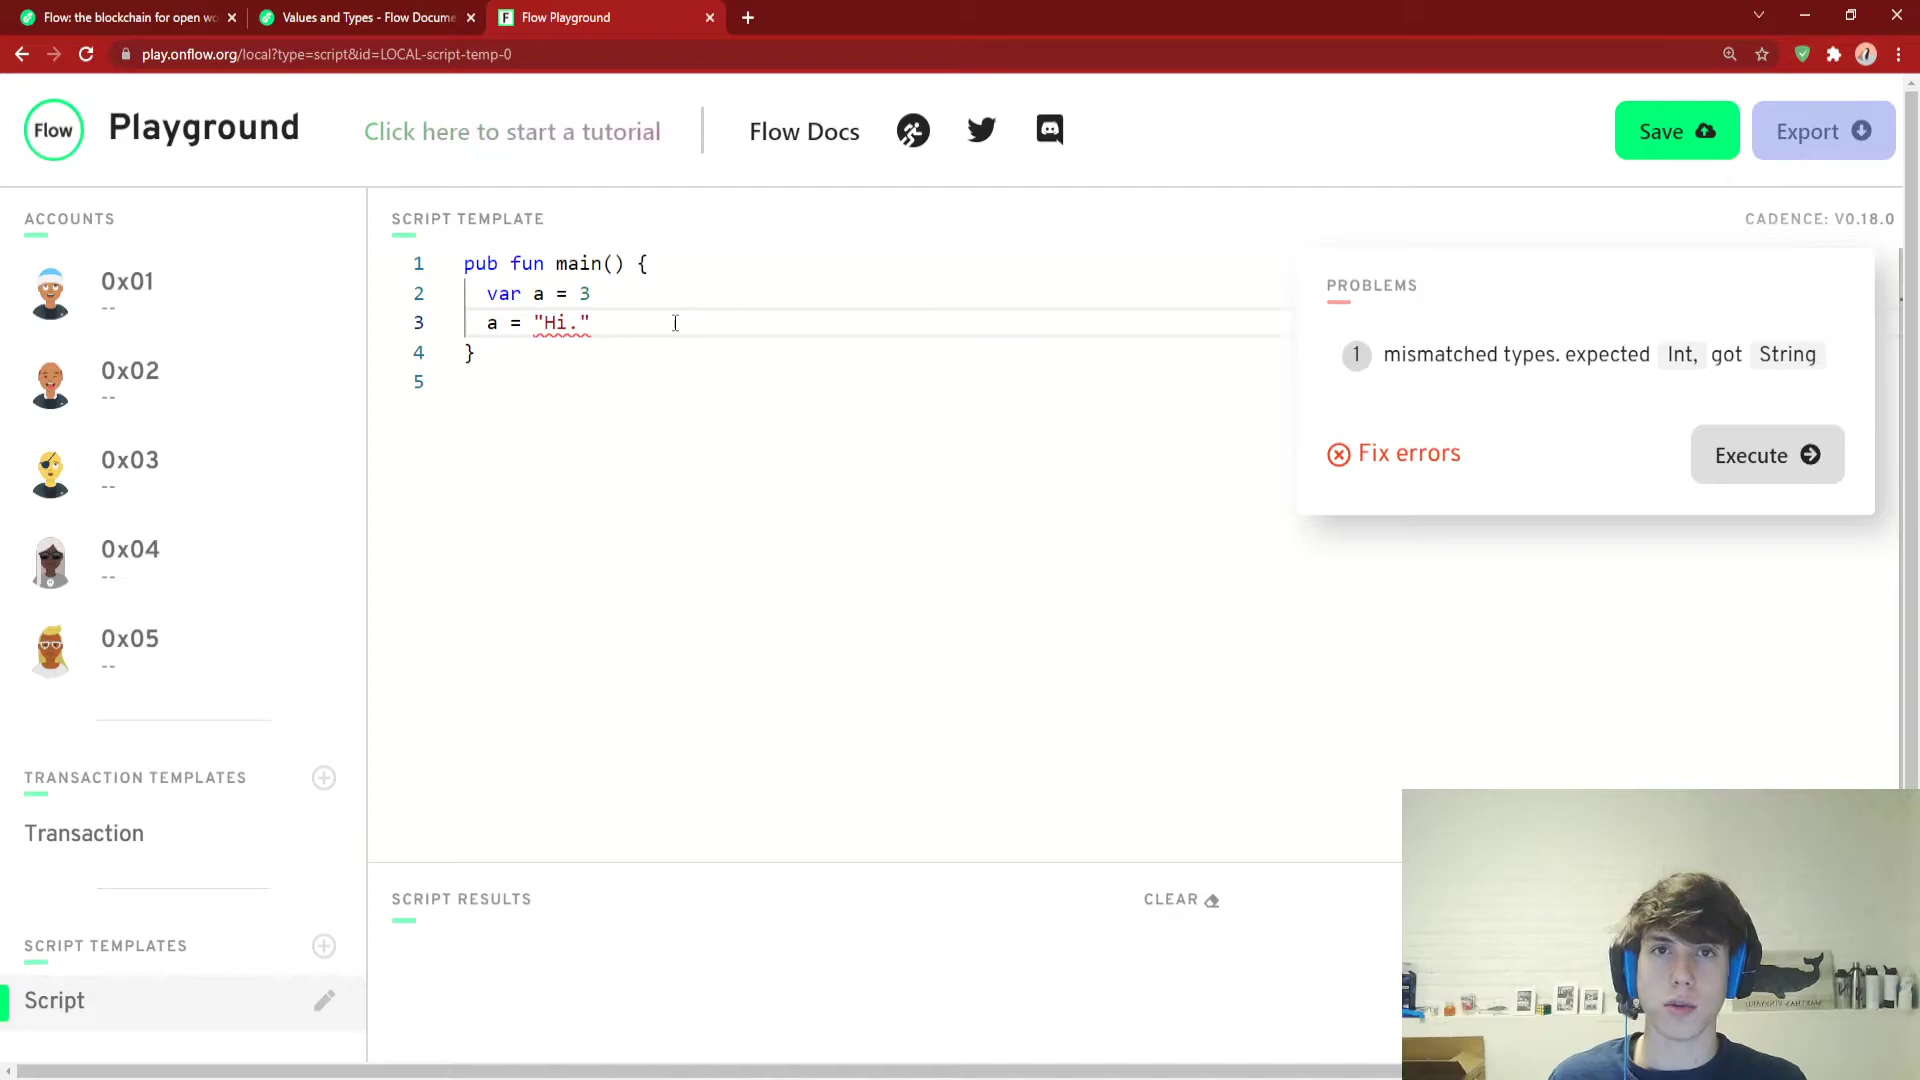 Flow: the blockchain for open wo
Values and Types - Flow Docume
F
Flow Playground
play.onflow.org/local?type=script&id=LOCAL-script-temp-0
Flow
Playground
Click here to start a tutorial
Flow Docs
Save
Export
ACCOUNTS
0x01
--
0x02
--
0x03
--
0x04
--
0x05
--
TRANSACTION TEMPLATES
Transaction
SCRIPT TEMPLATES
Script
SCRIPT TEMPLATE
CADENCE: V0.18.0
1 pub fun main() {
2 var a = 3
3 a = "Hi."
4 }
5
PROBLEMS
1 mismatched types. expected Int, got String
Fix errors
Execute
SCRIPT RESULTS
CLEAR